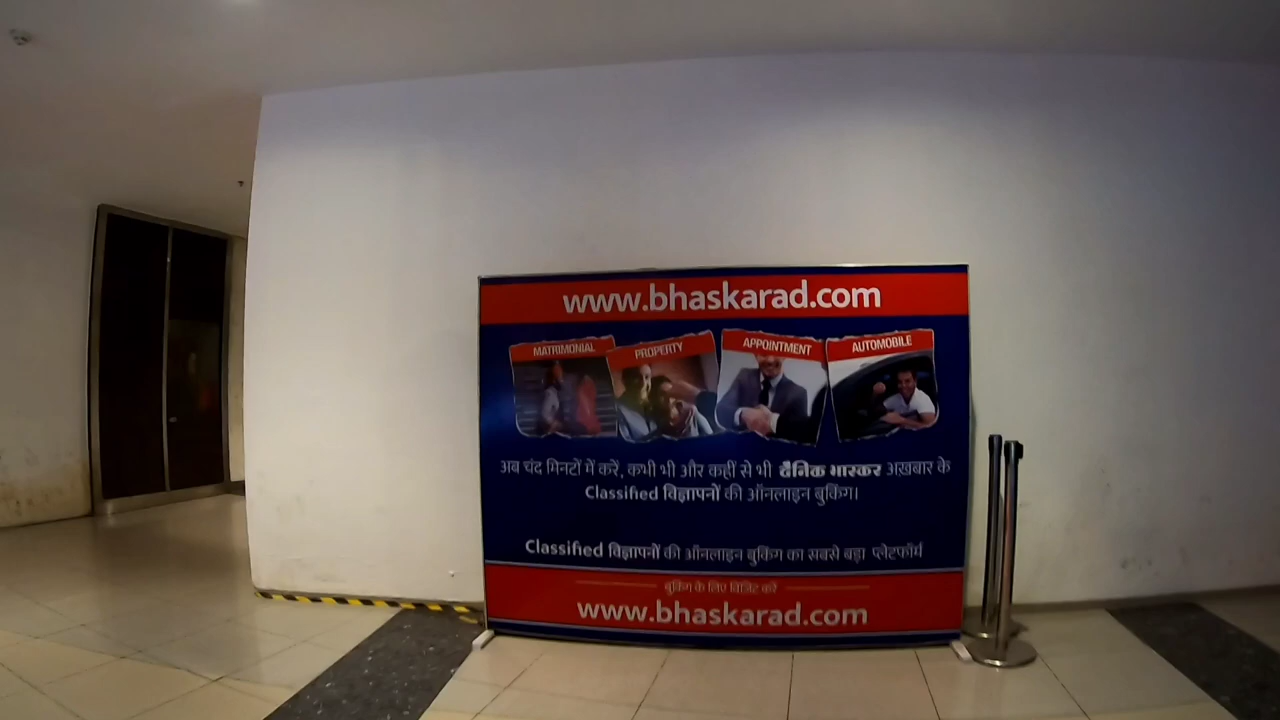 www.bhaskarad.com
MATRIMONIAL PROPERTY APPOINTMENT AUTOMOBILE
अब चंद मिनटों में करें, कभी भी और कहीं से भी दैनिक भास्कर अख़बार के
Classified विज्ञापनों की ऑनलाइन बुकिंग।
Classified विज्ञापनों की ऑनलाइन बुकिंग का सबसे बड़ा प्लेटफॉर्म
बुकिंग के लिए विज़िट करें
www.bhaskarad.com